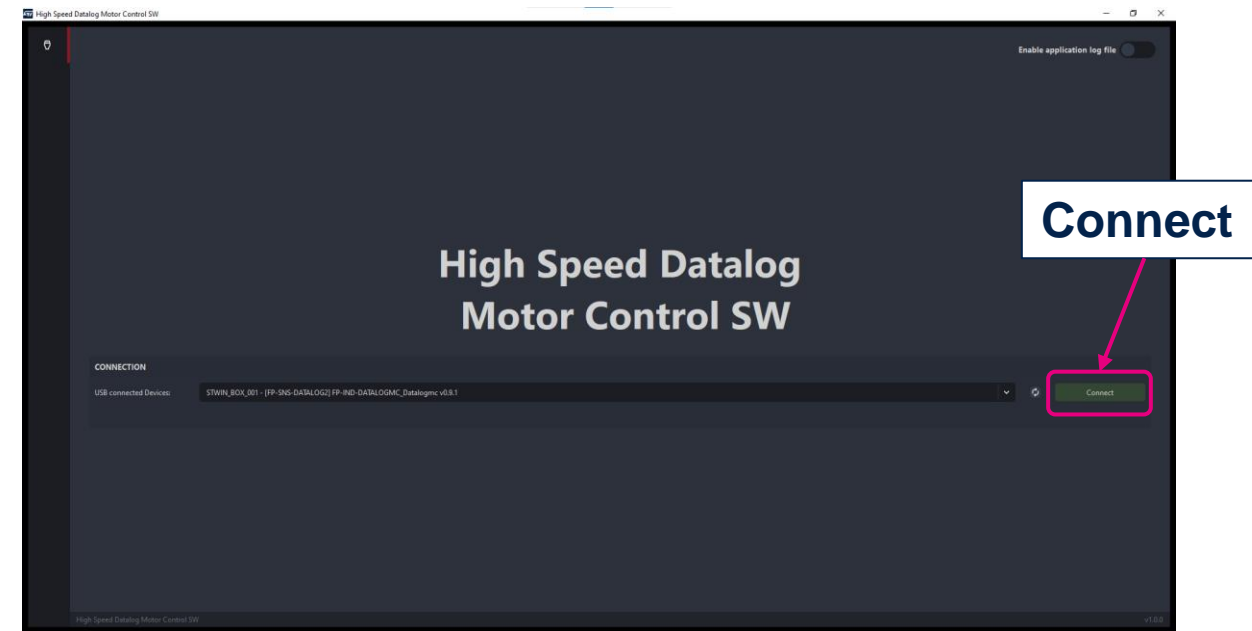 High Speed Datalog Motor Control SW
Enable application log file
Connect
High Speed Datalog
Motor Control SW
CONNECTION
USB connected Devices:
STWIN_BOX_001 - [FP-SNS-DATALOG2] FP-IND-DATALOGMC_Datalogmc v0.9.1
Connect
High Speed Datalog Motor Control SW
v1.0.0